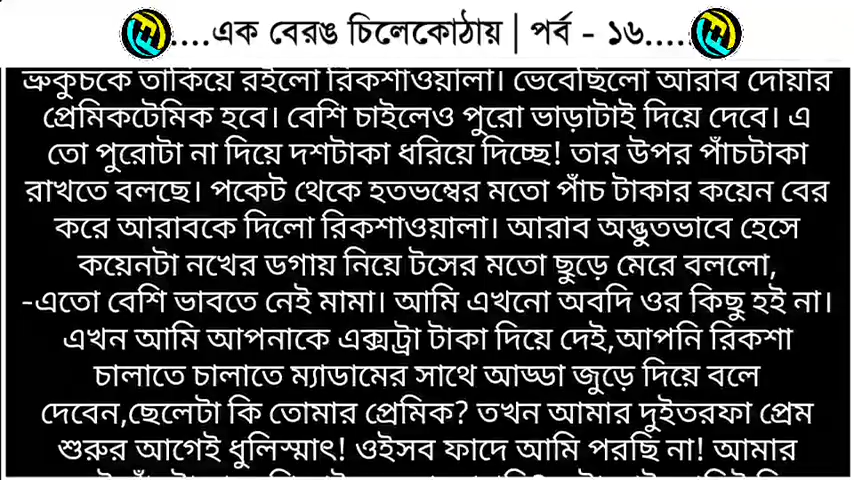 ....এক বেরঙ চিলেকোঠায় | পর্ব - ১৬....
ভ্রুকুচকে তাকিয়ে রইলো রিকশাওয়ালা। ভেবেছিলো আরাব দোয়ার
প্রেমিকটেমিক হবে। বেশি চাইলেও পুরো ভাড়াটাই দিয়ে দেবে। এ
তো পুরোটা না দিয়ে দশটাকা ধরিয়ে দিচ্ছে! তার উপর পাঁচটাকা
রাখতে বলছে। পকেট থেকে হতভম্বের মতো পাঁচ টাকার কয়েন বের
করে আরাবকে দিলো রিকশাওয়ালা। আরাব অদ্ভুতভাবে হেসে
কয়েনটা নখের ডগায় নিয়ে টসের মতো ছুড়ে মেরে বললো,
-এতো বেশি ভাবতে নেই মামা। আমি এখনো অবদি ওর কিছু হই না।
এখন আমি আপনাকে এক্সট্রা টাকা দিয়ে দেই,আপনি রিকশা
চালাতে চালাতে ম্যাডামের সাথে আড্ডা জুড়ে দিয়ে বলে
দেবেন,ছেলেটা কি তোমার প্রেমিক? তখন আমার দুইতরফা প্রেম
শুরুর আগেই ধুলিস্মাৎ! ওইসব ফাদে আমি পরছি না! আমার